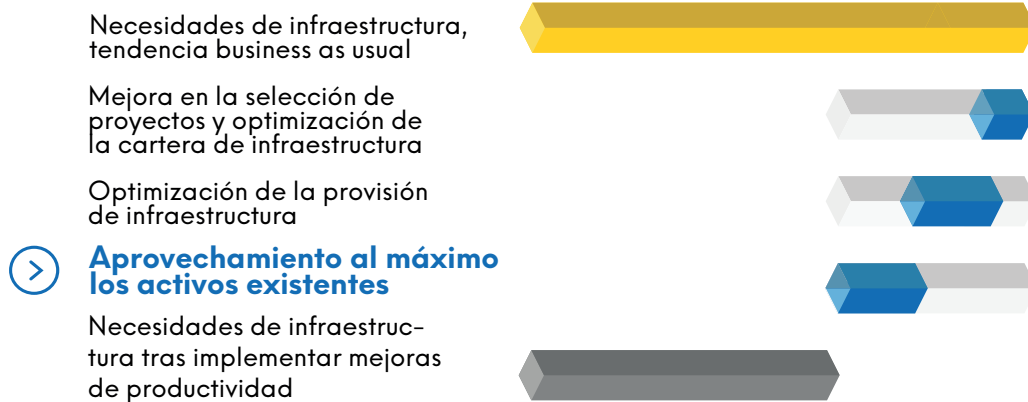 Necesidades de infraestructura,
tendencia business as usual
Mejora en la selección de
proyectos y optimización de
la cartera de infraestructura
Optimización de la provisión
de infraestructura
Aprovechamiento al máximo
los activos existentes
Necesidades de infraestruc-
tura tras implementar mejoras
de productividad